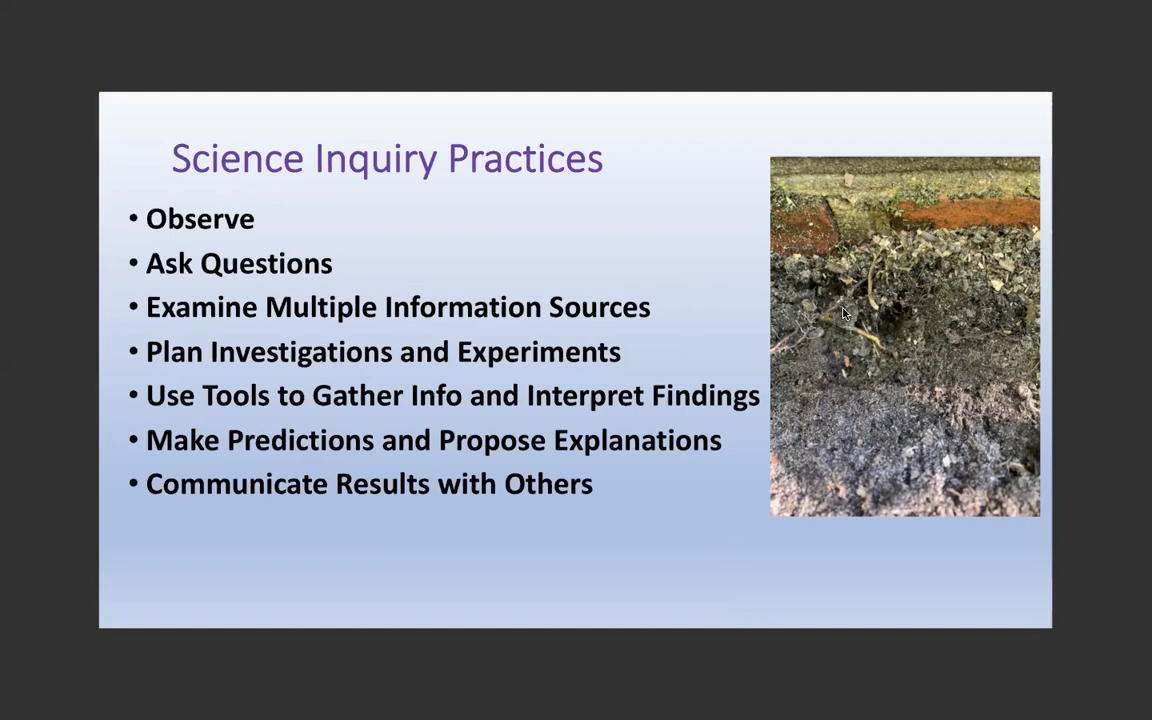 Science Inquiry Practices
• Observe
• Ask Questions
• Examine Multiple Information Sources
• Plan Investigations and Experiments
• Use Tools to Gather Info and Interpret Findings
• Make Predictions and Propose Explanations
• Communicate Results with Others